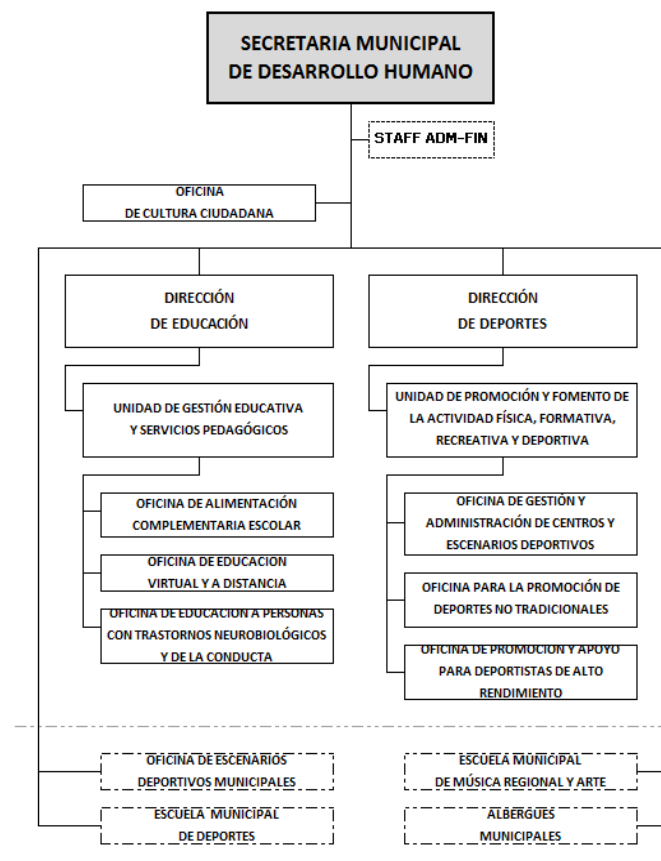 SECRETARIA MUNICIPAL
DE DESARROLLO HUMANO
STAFF ADM-FIN
OFICINA
DE CULTURA CIUDADANA
DIRECCIÓN
DE EDUCACIÓN
UNIDAD DE GESTIÓN EDUCATIVA
Y SERVICIOS PEDAGÓGICOS
OFICINA DE ALIMENTACIÓN
COMPLEMENTARIA ESCOLAR
OFICINA DE EDUCACIÓN
VIRTUAL Y A DISTANCIA
OFICINA DE EDUCACIÓN A PERSONAS
CON TRASTORNOS NEUROBIOLÓGICOS
Y DE LA CONDUCTA
DIRECCIÓN
DE DEPORTES
UNIDAD DE PROMOCIÓN Y FOMENTO DE
LA ACTIVIDAD FÍSICA, FORMATIVA,
RECREATIVA Y DEPORTIVA
OFICINA DE GESTIÓN Y
ADMINISTRACIÓN DE CENTROS Y
ESCENARIOS DEPORTIVOS
OFICINA PARA LA PROMOCIÓN DE
DEPORTES NO TRADICIONALES
OFICINA DE PROMOCIÓN Y APOYO
PARA DEPORTISTAS DE ALTO
RENDIMIENTO
OFICINA DE ESCENARIOS
DEPORTIVOS MUNICIPALES
ESCUELA MUNICIPAL
DE DEPORTES
ESCUELA MUNICIPAL
DE MÚSICA REGIONAL Y ARTE
ALBERGUES
MUNICIPALES